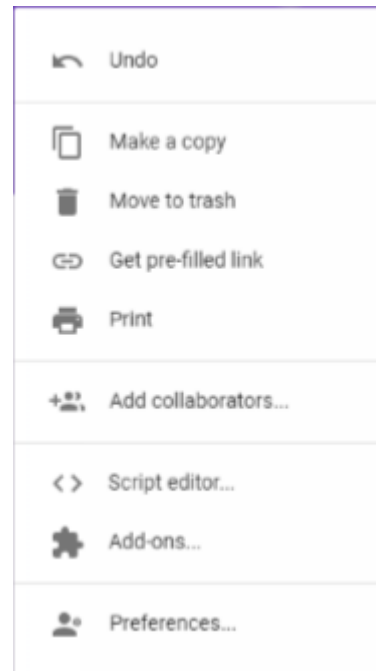 Undo
Make a copy
Move to trash
Get pre-filled link
Print
Add collaborators...
Script editor...
Add-ons...
Preferences...